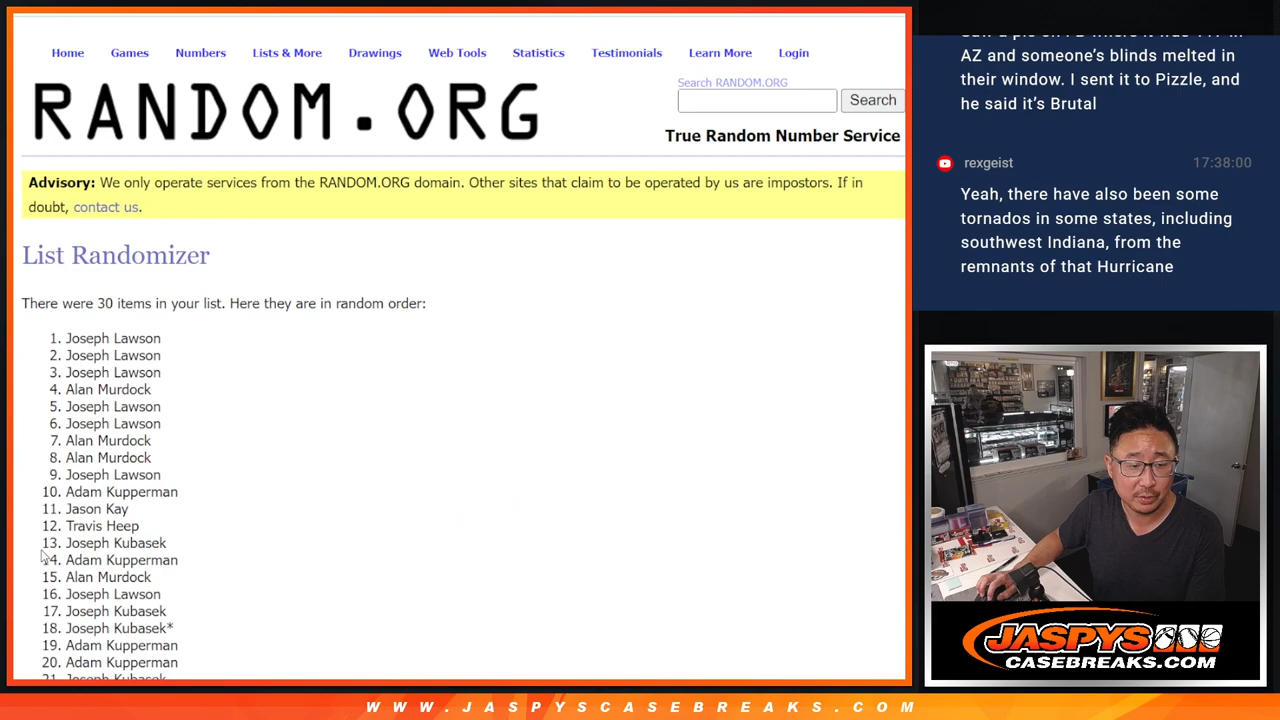 Home Games Numbers Lists & More Drawings Web Tools Statistics Testimonials Learn More Login
RANDOM.ORG
Search RANDOM.ORG
Search
True Random Number Service
Advisory: We only operate services from the RANDOM.ORG domain. Other sites that claim to be operated by us are impostors. If in
doubt, contact us.
List Randomizer
There were 30 items in your list. Here they are in random order:
1. Joseph Lawson
2. Joseph Lawson
3. Joseph Lawson
4. Alan Murdock
5. Joseph Lawson
6. Joseph Lawson
7. Alan Murdock
8. Alan Murdock
9. Joseph Lawson
10. Adam Kupperman
11. Jason Kay
12. Travis Heep
13. Joseph Kubasek
14. Adam Kupperman
15. Alan Murdock
16. Joseph Lawson
17. Joseph Kubasek
18. Joseph Kubasek*
19. Adam Kupperman
20. Adam Kupperman
21. Joseph Kubasek
AZ and someone's blinds melted in
their window. I sent it to Pizzle, and
he said it's Brutal
rexgeist 17:38:00
Yeah, there have also been some
tornados in some states, including
southwest Indiana, from the
remnants of that Hurricane
JASPYS
CASEBREAKS.COM
WWW.JASPYSCASEBREAKS.COM